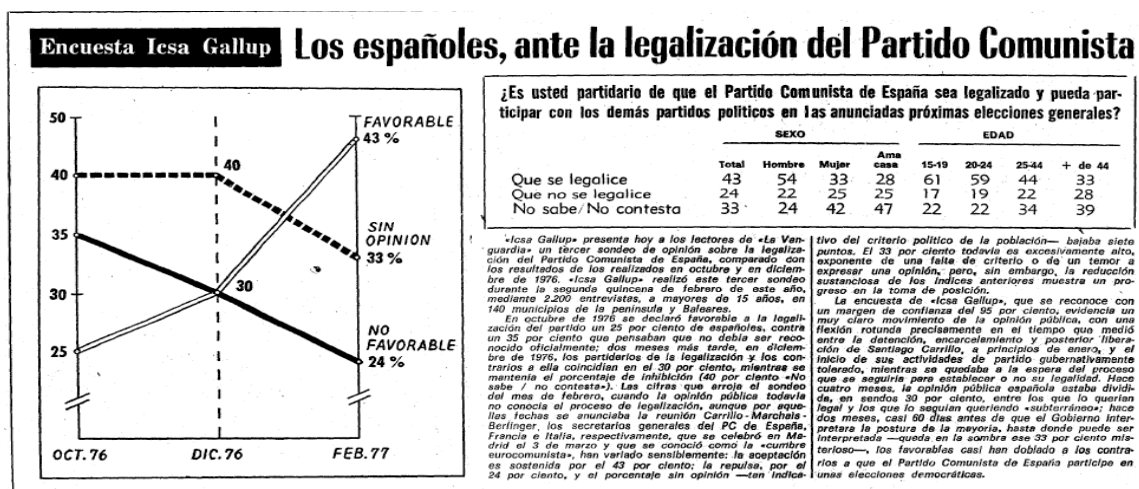 Encuesta Icsa Gallup
Los españoles, ante la legalización del Partido Comunista
50
40
35
30
25
40
30
FAVORABLE
43 %
SIN
OPINION
33 %
NO
FAVORABLE
24 %
OCT. 76
DIC. 76
FEB. 77
¿Es usted partidario de que el Partido Comunista de España sea legalizado y pueda par-
ticipar con los demás partidos políticos en las anunciadas próximas elecciones generales?
SEXO EDAD
Total Hombre Mujer Ama casa 15-19 20-24 25-44 + de 44
Que se legalice 43 54 33 28 61 59 44 33
Que no se legalice 24 22 25 25 17 19 22 28
No sabe/No contesta 33 24 42 47 22 22 34 39
«Icsa Gallup» presenta hoy a los lectores de «La Van-
guardia» un tercer sondeo de opinión sobre la legaliza-
ción del Partido Comunista de España, comparado con
los resultados de los realizados en octubre y en diciem-
bre de 1976. «Icsa Gallup» realizó este tercer sondeo
durante la segunda quincena de febrero de este año,
mediante 2.200 entrevistas, a mayores de 15 años, en
140 municipios de la península y Baleares.
En octubre de 1976 se declaró favorable a la legali-
zación del partido un 25 por ciento de españoles, contra
un 35 por ciento que pensaban que no debía ser reco-
nocido oficialmente; dos meses más tarde, en diciem-
bre de 1976, los partidarios de la legalización y los con-
trarios a ella coincidían en el 30 por ciento, mientras se
mantenía el porcentaje de inhibición (40 por ciento «No
sabe / no contesta»). Las cifras que arroja el sondeo
del mes de febrero, cuando la opinión pública todavía
no conocía el proceso de legalización, aunque por aque-
llas fechas se anunciaba la reunión Carrillo-Marchais-
Berlinger, los secretarios generales del PC de España,
Francia e Italia, respectivamente, que se celebró en Ma-
drid el 3 de marzo y que se conoció como la «cumbre
eurocomunista», han variado sensiblemente: la aceptación
es sostenida por el 43 por ciento; la repulsa, por el
24 por ciento, y el porcentaje sin opinión —tan indica-
tivo del criterio político de la población— bajaba siete
puntos. El 33 por ciento todavía es excesivamente alto,
exponente de una falta de criterio o de un temor a
expresar una opinión, pero, sin embargo, la reducción
sustanciosa de los índices anteriores muestra un pro-
greso en la toma de posición.
La encuesta de «Icsa Gallup», que se reconoce con
un margen de confianza del 95 por ciento, evidencia un
muy claro movimiento de la opinión pública, con una
flexión rotunda precisamente en el tiempo que medió
entre la detención, encarcelamiento y posterior libera-
ción de Santiago Carrillo, a principios de enero, y el
inicio de sus actividades de partido gubernativamente
tolerado, mientras se quedaba a la espera del proceso
que se seguiría para establecer o no su legalidad. Hace
cuatro meses, la opinión pública española estaba dividi-
da, en sendos 30 por ciento, entre los que lo querían
legal y los que lo seguían queriendo «subterráneo»; hace
dos meses, casi 60 días antes de que el Gobierno inter-
pretara la postura de la mayoría, hasta donde puede ser
interpretada —queda en la sombra ese 33 por ciento mis-
terioso—, los favorables casi han doblado a los contra-
rios a que el Partido Comunista de España participe en
unas elecciones democráticas.